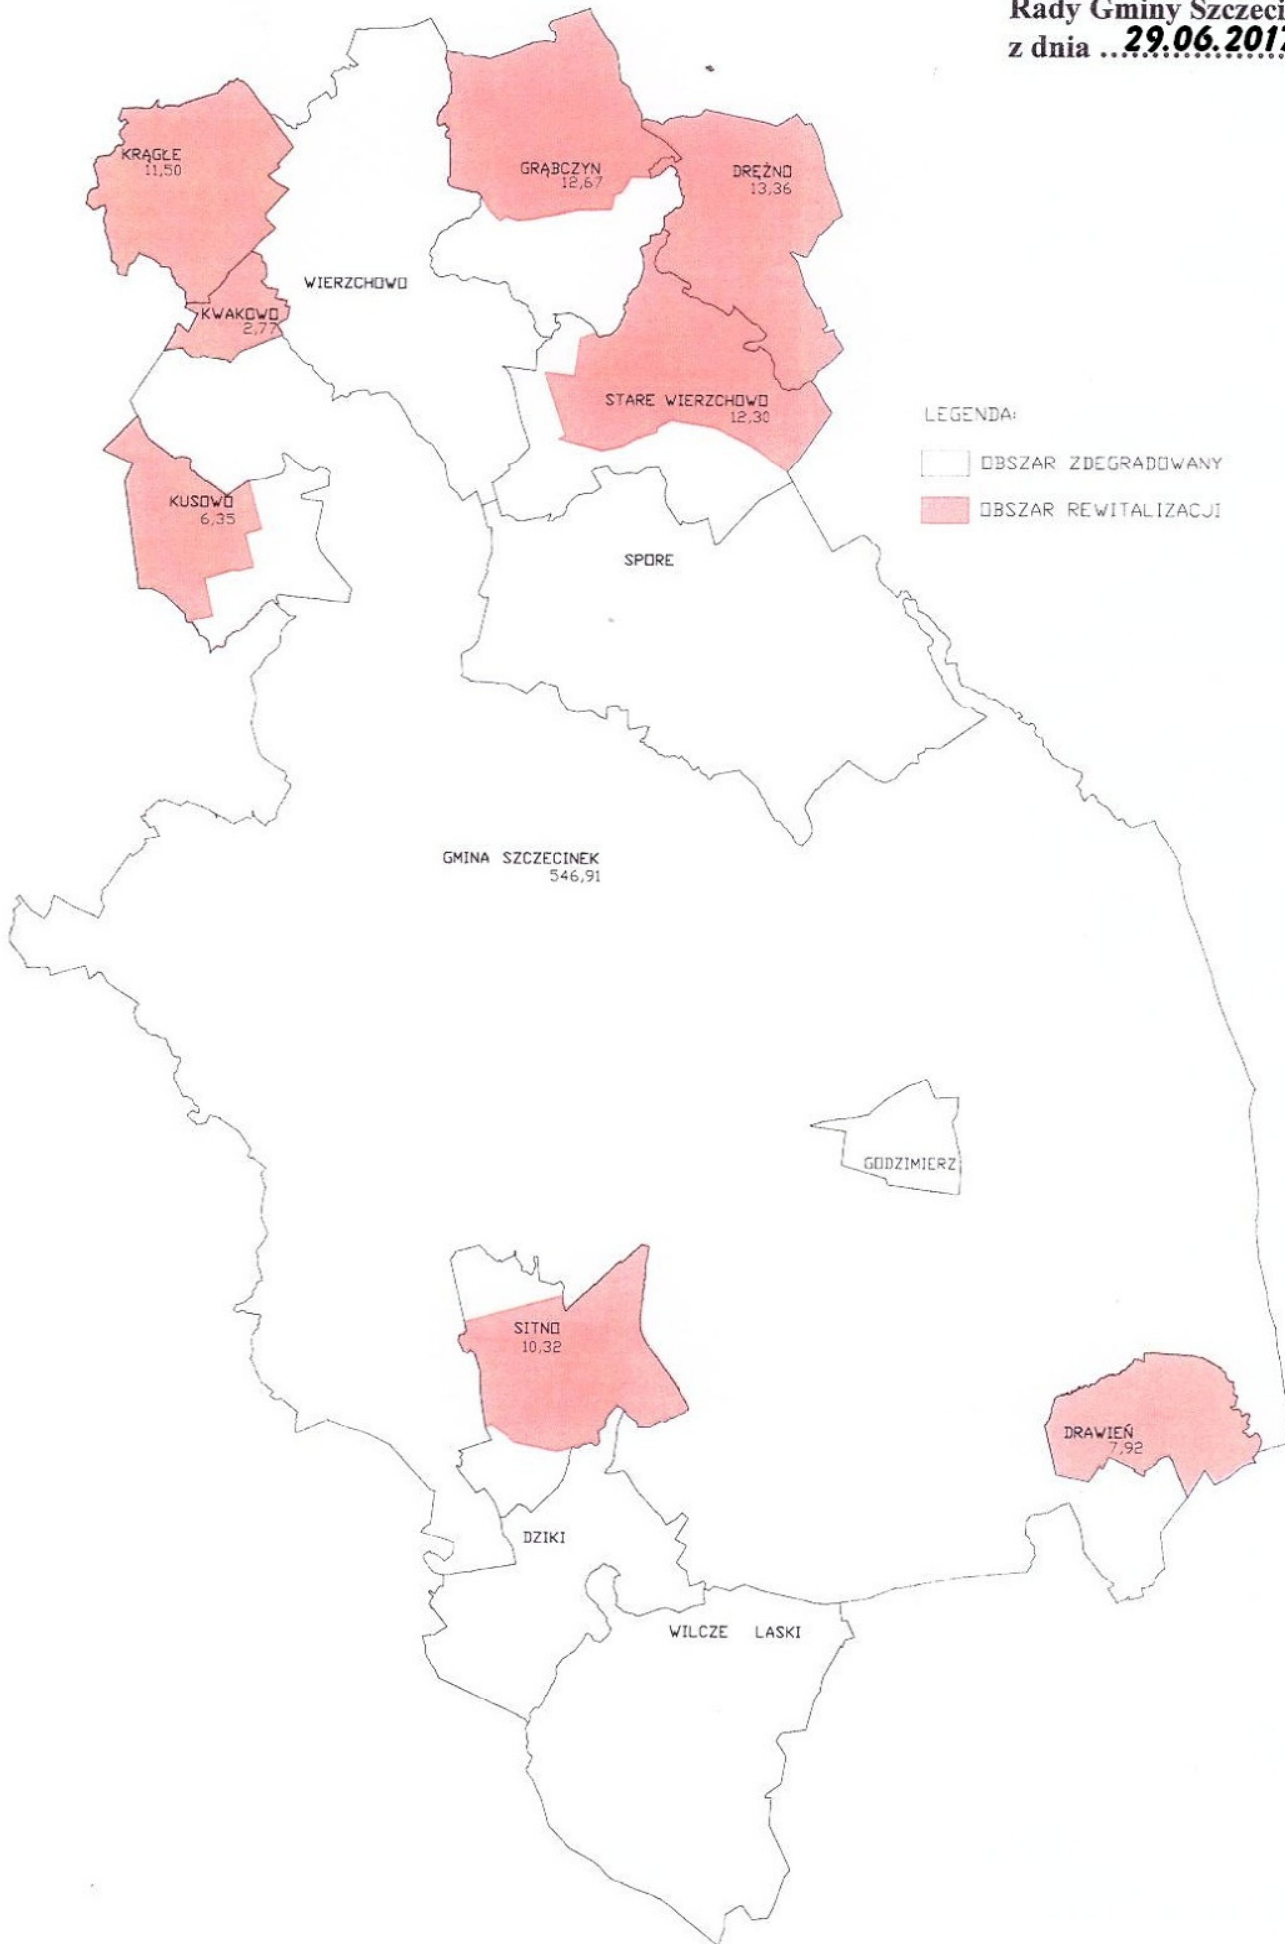 Rady Gminy
z dnia ...29.06.2017
KRĄGŁE
11,50
GRĄBCZYN
12,67
DRĘŻNO
13,36
WIERZCHOWO
KWAKOWO
2,77
STARE WIERZCHOWO
12,30
LEGENDA:
OBSZAR ZDEGRADOWANY
OBSZAR REWITALIZACJI
KUSOWO
6,35
SPORE
GMINA SZCZECINEK
546,91
GODZIMIERZ
SITNO
10,32
DRAWIEŃ
7,92
DZIKI
WILCZE LASKI